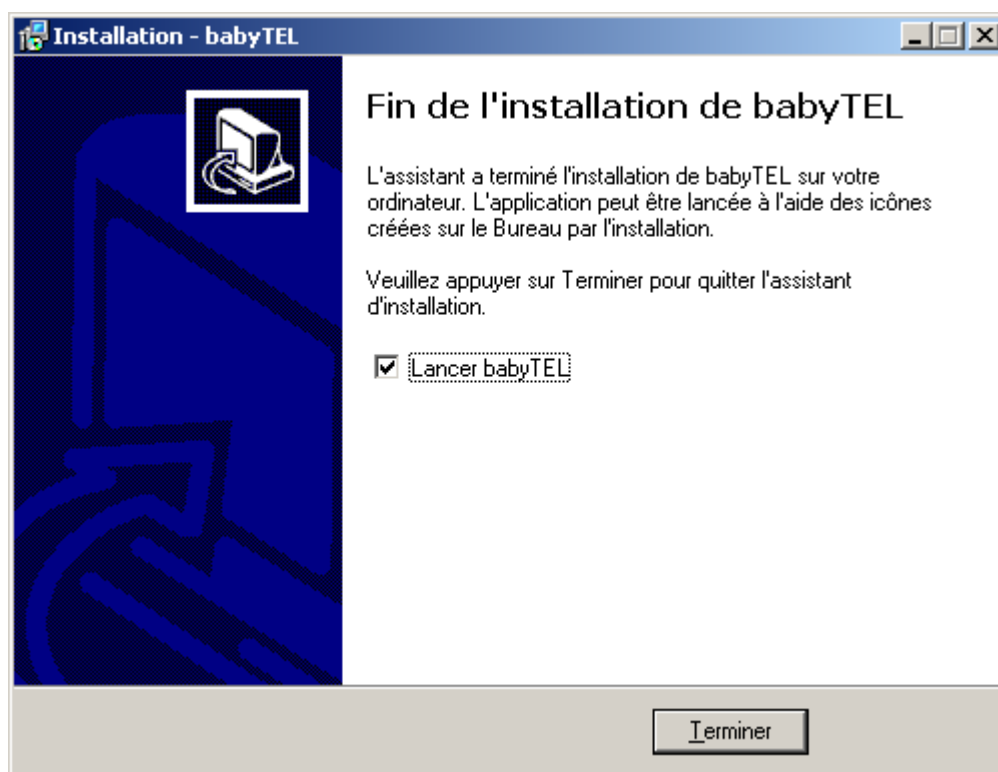 Installation - babyTEL
Fin de l'installation de babyTEL
L'assistant a terminé l'installation de babyTEL sur votre
ordinateur. L'application peut être lancée à l'aide des icônes
créées sur le Bureau par l'installation.
Veuillez appuyer sur Terminer pour quitter l'assistant
d'installation.
Lancer babyTEL
Terminer